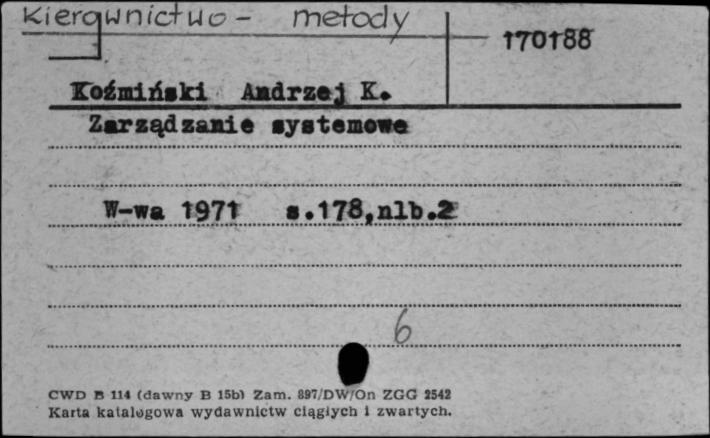 Kierownictwo - metody
170188
Koźmiński Andrzej K.
Zarządzanie systemowe
W-wa 1971 s.178,nlb.2
6
CWD B 114 (dawny B 15b) Zam. 897/DW/On ZGG 2542
Karta katalogowa wydawnictw ciągłych i zwartych.